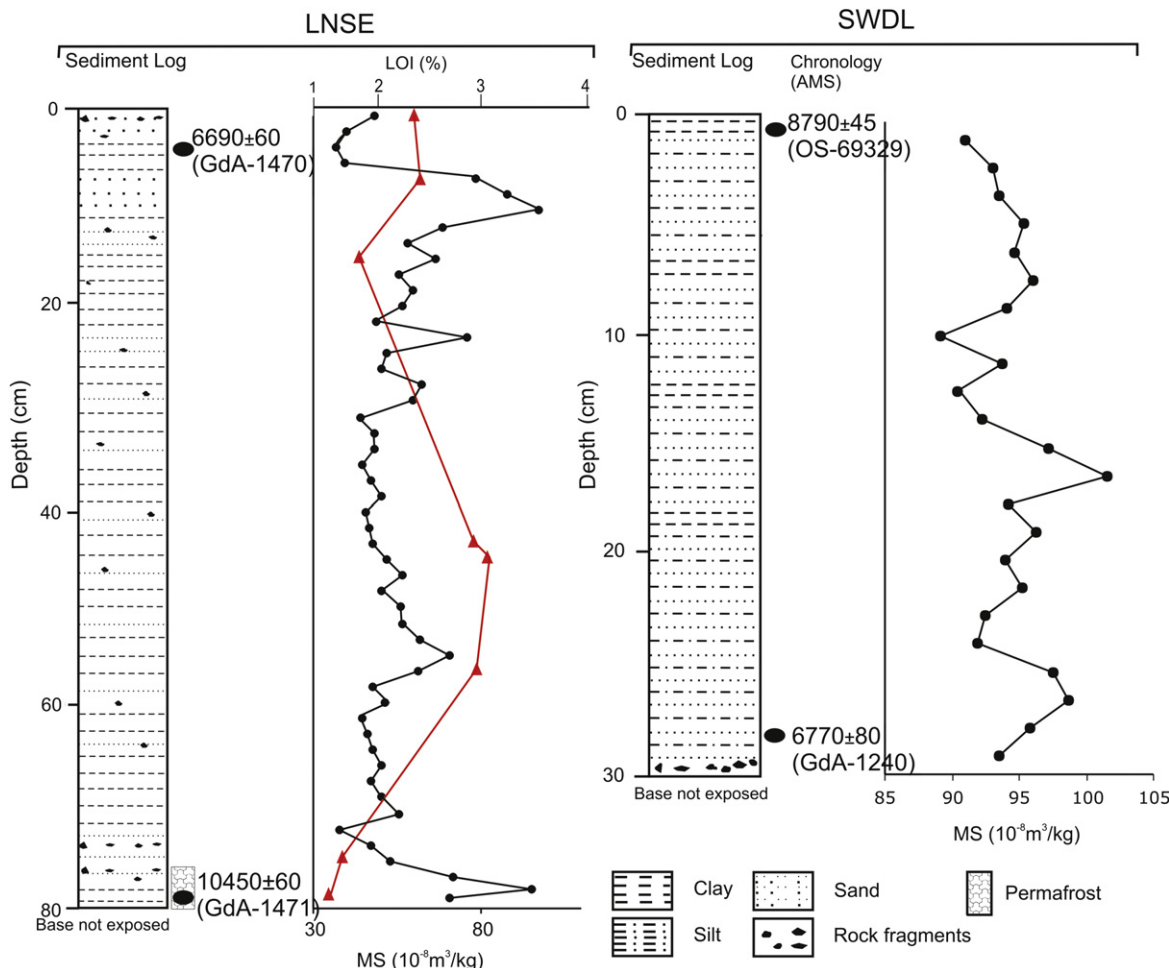 LNSE
Sediment Log
LOI (%)
1 2 3 4
0
20
40
60
80
Depth (cm)
6690±60
(GdA-1470)
10450±60
(GdA-1471)
Base not exposed
30 80
MS (10⁻⁸m³/kg)
SWDL
Sediment Log
Chronology
(AMS)
0
10
20
30
Depth (cm)
8790±45
(OS-69329)
6770±80
(GdA-1240)
Base not exposed
85 90 95 100 105
MS (10⁻⁸m³/kg)
Clay
Sand
Permafrost
Silt
Rock fragments